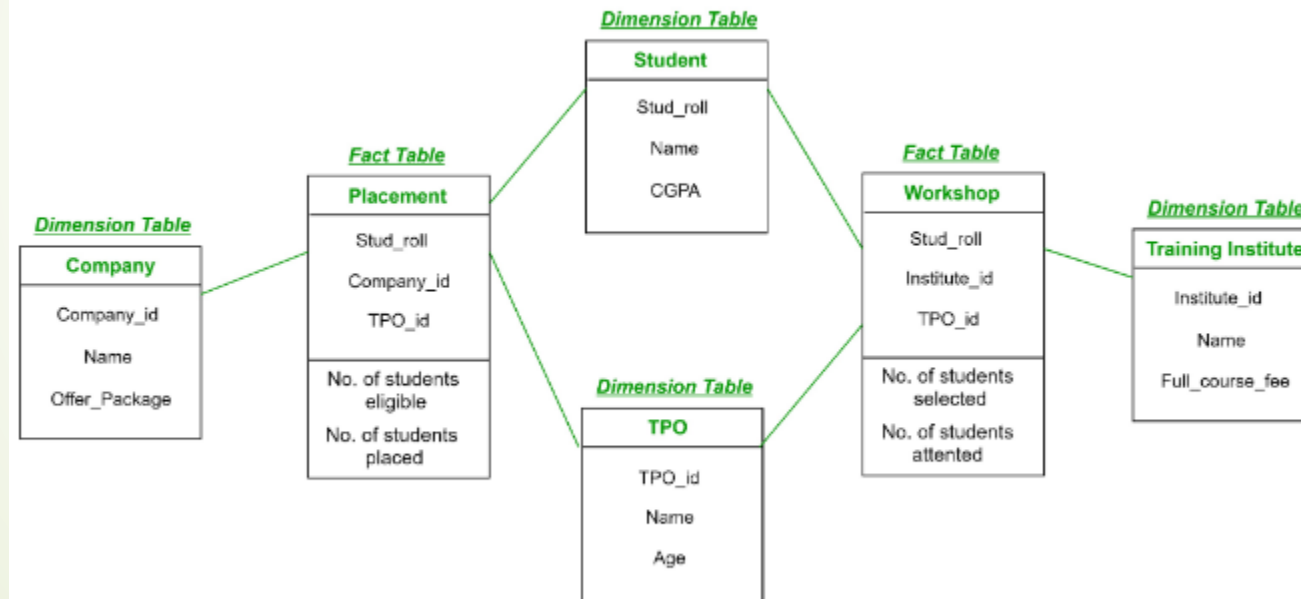 Dimension Table
Student
Stud_roll
Name
CGPA
Fact Table
Placement
Stud_roll
Company_id
TPO_id
No. of students
eligible
No. of students
placed
Fact Table
Workshop
Stud_roll
Institute_id
TPO_id
No. of students
selected
No. of students
attented
Dimension Table
Company
Company_id
Name
Offer_Package
Dimension Table
Training Institute
Institute_id
Name
Full_course_fee
Dimension Table
TPO
TPO_id
Name
Age